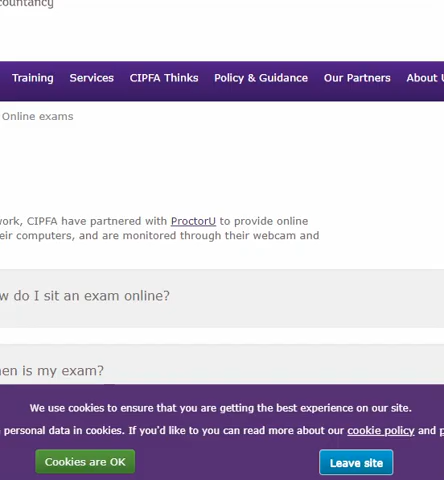 countancy
Training Services CIPFA Thinks Policy & Guidance Our Partners About
Online exams
work, CIPFA have partnered with ProctorU to provide online
eir computers, and are monitored through their webcam and
w do I sit an exam online?
en is my exam?
We use cookies to ensure that you are getting the best experience on our site.
personal data in cookies. If you'd like to you can read more about our cookie policy and
Cookies are OK Leave site